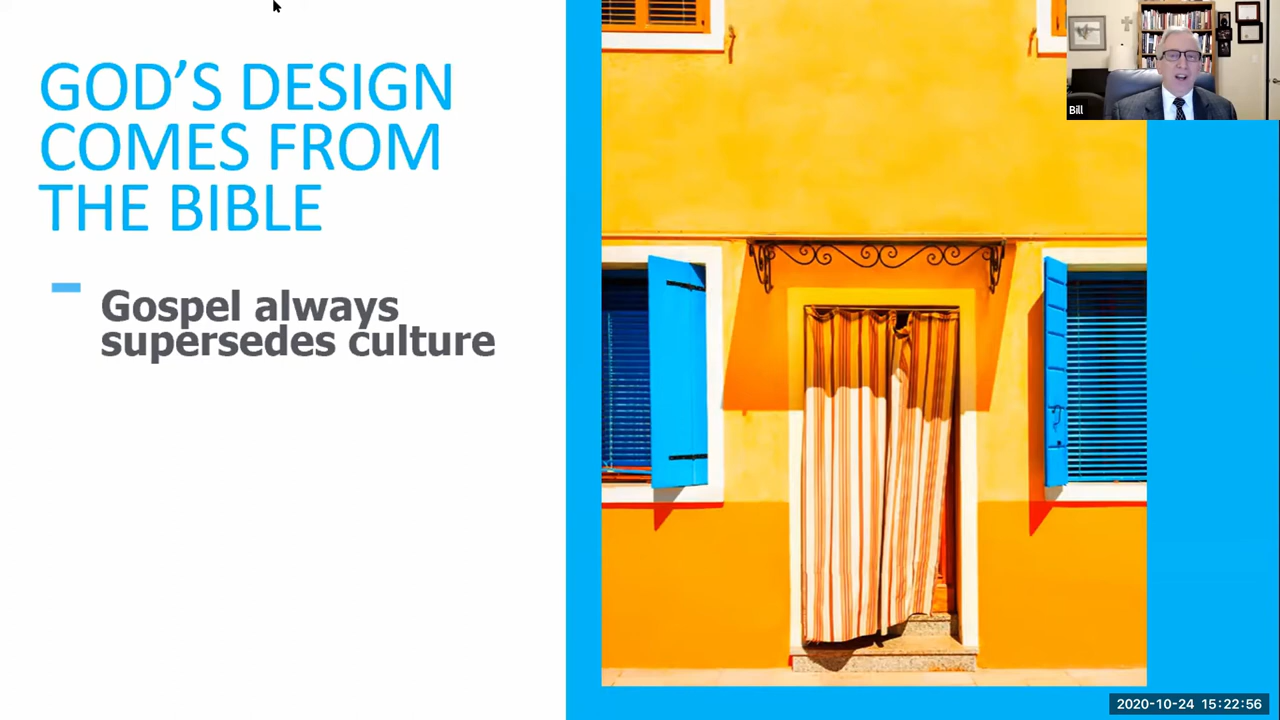 GOD’S DESIGN
COMES FROM
THE BIBLE
Gospel always
supersedes culture
Bill
2020-10-24 15:22:56